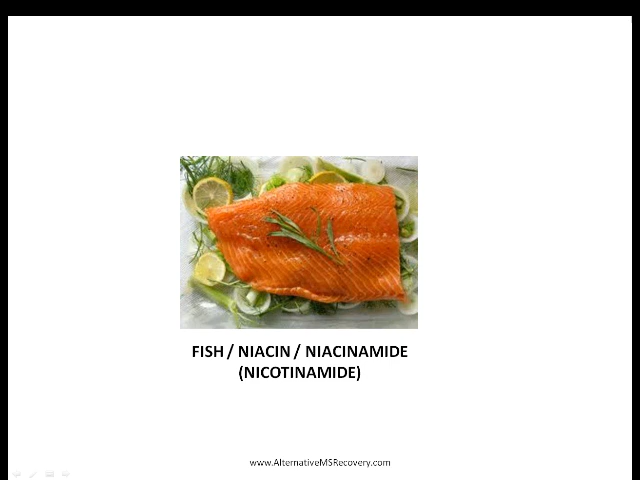 FISH / NIACIN / NIACINAMIDE
(NICOTINAMIDE)
www.AlternativeMSRecovery.com